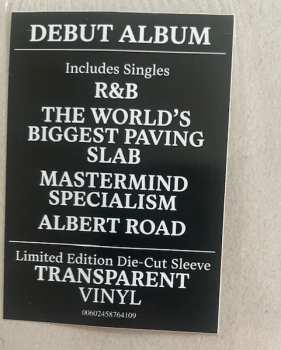 DEBUT ALBUM
Includes Singles
R&B
THE WORLD'S
BIGGEST PAVING
SLAB
MASTERMIND
SPECIALISM
ALBERT ROAD
Limited Edition Die-Cut Sleeve
TRANSPARENT
VINYL
00602458764109